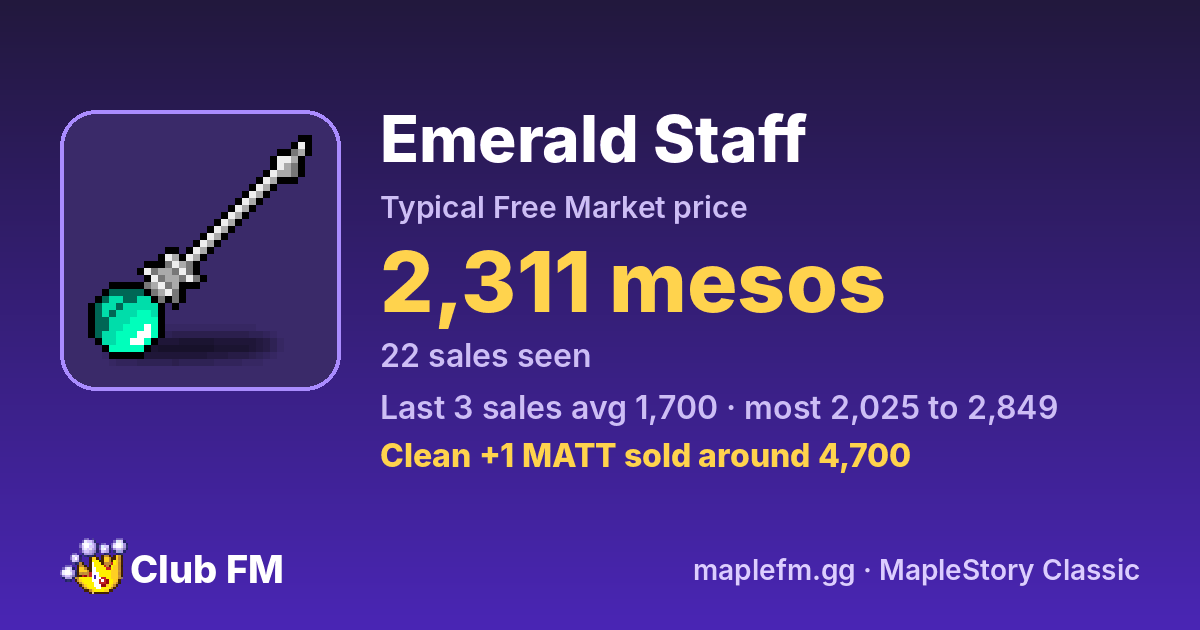 Emerald Staff
Typical Free Market price
2,311 mesos
22 sales seen
Last 3 sales avg 1,700 · most 2,025 to 2,849
Clean +1 MATT sold around 4,700
Club FM
maplefm.gg · MapleStory Classic